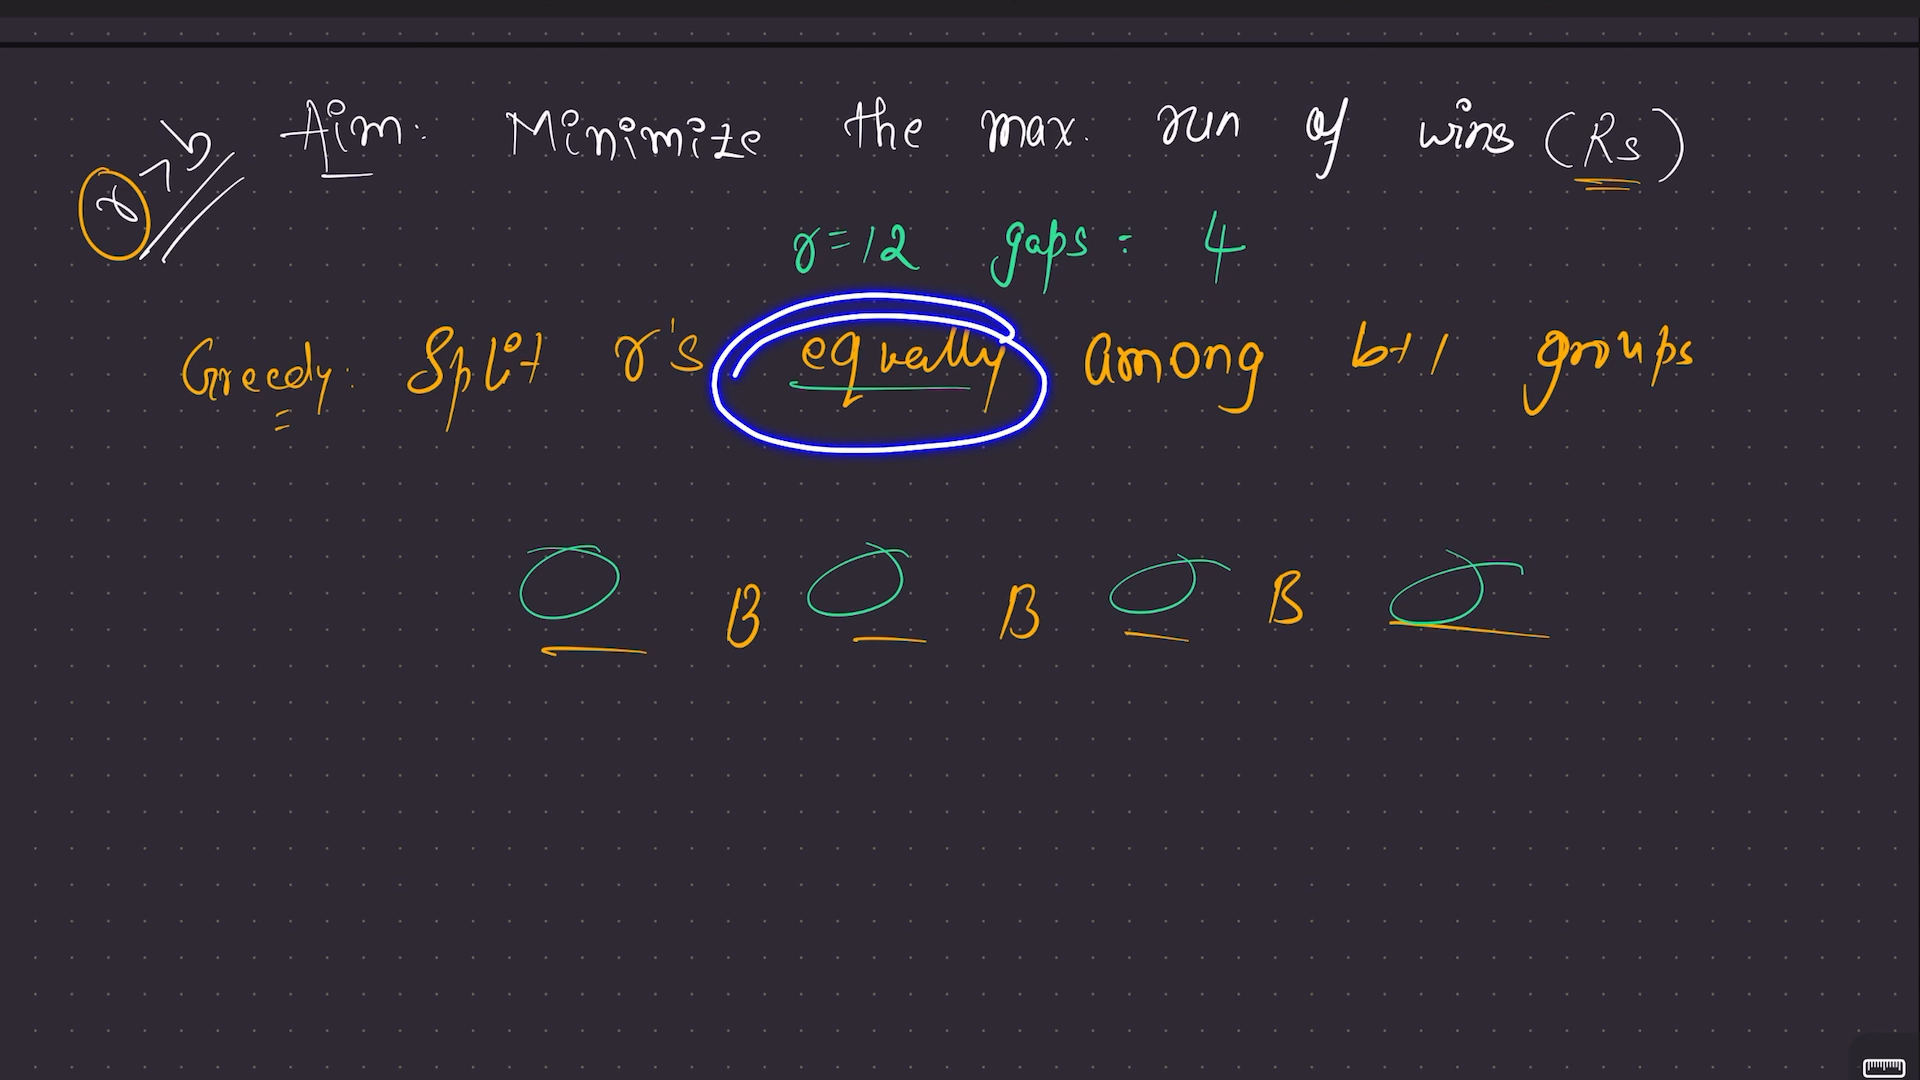 r > b
Aim: Minimize the max. run of wins (Rs)
r = 12 gaps = 4
Greedy: Split r's equally among b+1 groups
B B B